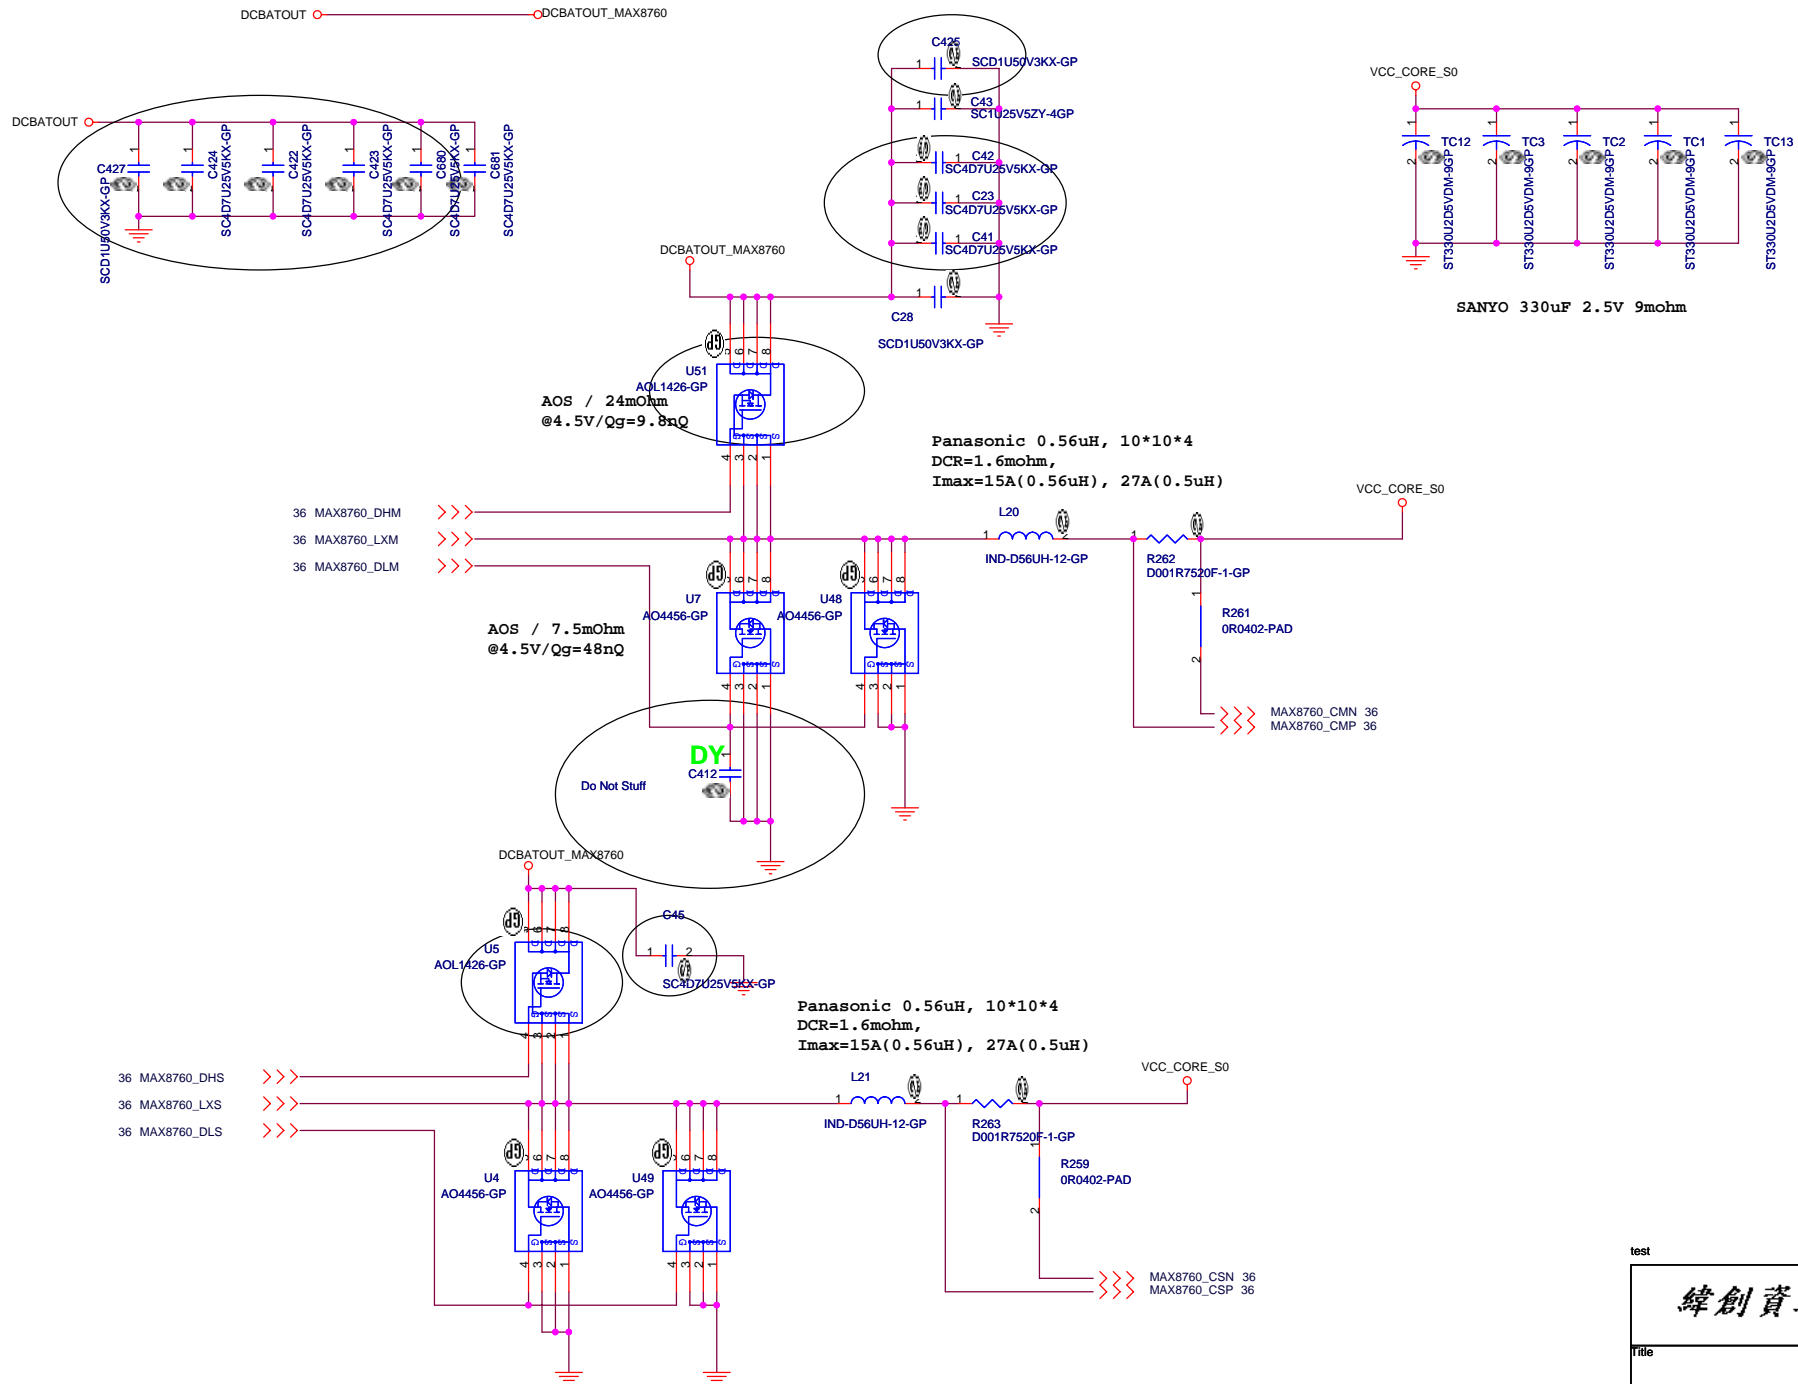 DCBATOUT
DCBATOUT_MAX8760
C425
SCD1U50V3KX-GP
C43
SC1U25V5ZY-4GP
C42
SC4D7U25V5KX-GP
C23
SC4D7U25V5KX-GP
C41
SC4D7U25V5KX-GP
C28
SCD1U50V3KX-GP
DCBATOUT
C427
SCD1U50V3KX-GP
C424
SC4D7U25V5KX-GP
C422
SC4D7U25V5KX-GP
C423
SC4D7U25V5KX-GP
C680
SC4D7U25V5KX-GP
C681
SC4D7U25V5KX-GP
VCC_CORE_S0
TC12
ST330U2D5VDM-9GP
TC3
ST330U2D5VDM-9GP
TC2
ST330U2D5VDM-9GP
TC1
ST330U2D5VDM-9GP
TC13
ST330U2D5VDM-9GP
SANYO 330uF 2.5V 9mohm
DCBATOUT_MAX8760
GP
U51
AOL1426-GP
AOS / 24mOhm
@4.5V/Qg=9.8nQ
Panasonic 0.56uH, 10*10*4
DCR=1.6mohm,
Imax=15A(0.56uH), 27A(0.5uH)
VCC_CORE_S0
36 MAX8760_DHM
36 MAX8760_LXM
36 MAX8760_DLM
L20
IND-D56UH-12-GP
R262
D001R7520F-1-GP
R261
0R0402-PAD
GP
U7
AO4456-GP
GP
U48
AO4456-GP
AOS / 7.5mOhm
@4.5V/Qg=48nQ
MAX8760_CMN 36
MAX8760_CMP 36
DY
C412
Do Not Stuff
DCBATOUT_MAX8760
GP
U5
AOL1426-GP
C45
SC4D7U25V5KX-GP
Panasonic 0.56uH, 10*10*4
DCR=1.6mohm,
Imax=15A(0.56uH), 27A(0.5uH)
VCC_CORE_S0
36 MAX8760_DHS
36 MAX8760_LXS
36 MAX8760_DLS
L21
IND-D56UH-12-GP
R263
D001R7520F-1-GP
R259
0R0402-PAD
GP
U4
AO4456-GP
GP
U49
AO4456-GP
MAX8760_CSN 36
MAX8760_CSP 36
test
緯創資
Title